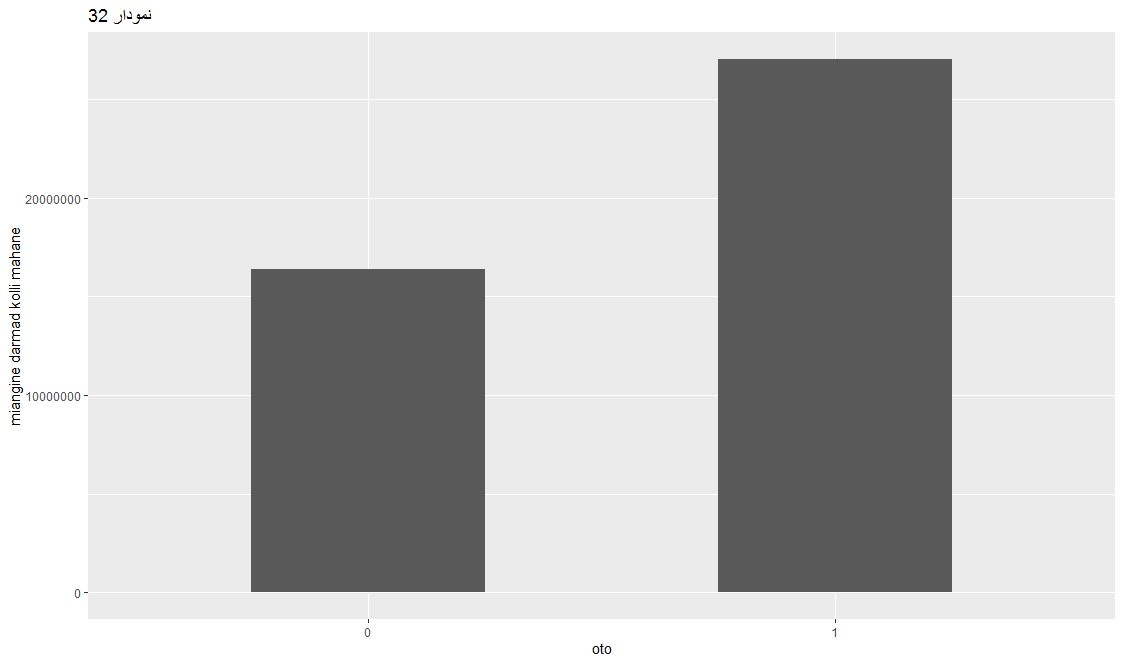 نمودار 32
miangine darmad kolli mahane
20000000
10000000
0
0 1
oto